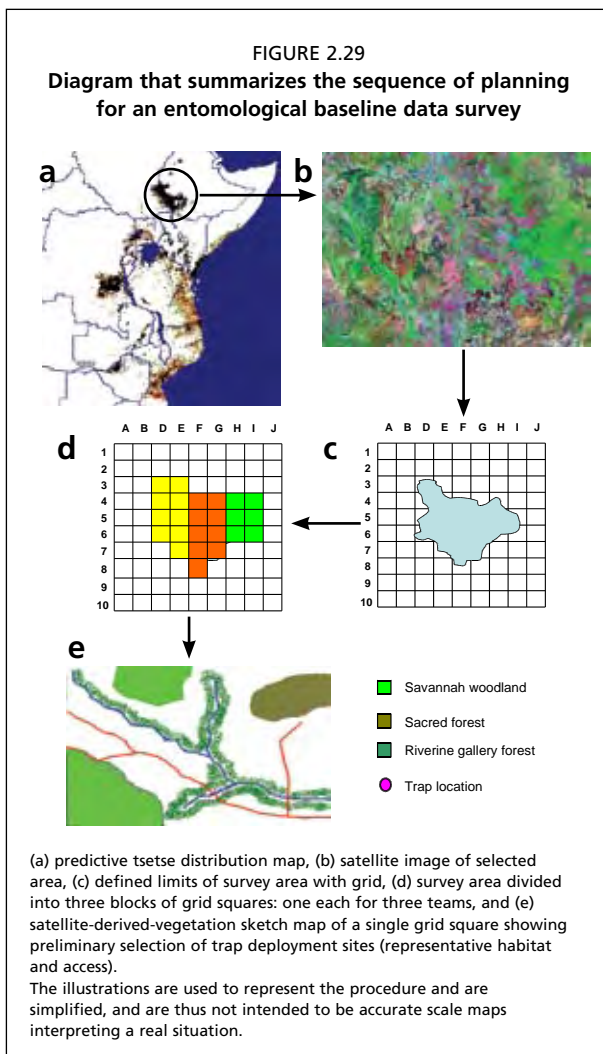 FIGURE 2.29
Diagram that summarizes the sequence of planning
for an entomological baseline data survey
a
b
A B C D E F G H I J
d
1
2
3
4
5
6
7
8
9
10
A B C D E F G H I J
c
1
2
3
4
5
6
7
8
9
10
e
Savannah woodland
Sacred forest
Riverine gallery forest
Trap location
(a) predictive tsetse distribution map, (b) satellite image of selected
area, (c) defined limits of survey area with grid, (d) survey area divided
into three blocks of grid squares: one each for three teams, and (e)
satellite-derived-vegetation sketch map of a single grid square showing
preliminary selection of trap deployment sites (representative habitat
and access).
The illustrations are used to represent the procedure and are
simplified, and are thus not intended to be accurate scale maps
interpreting a real situation.